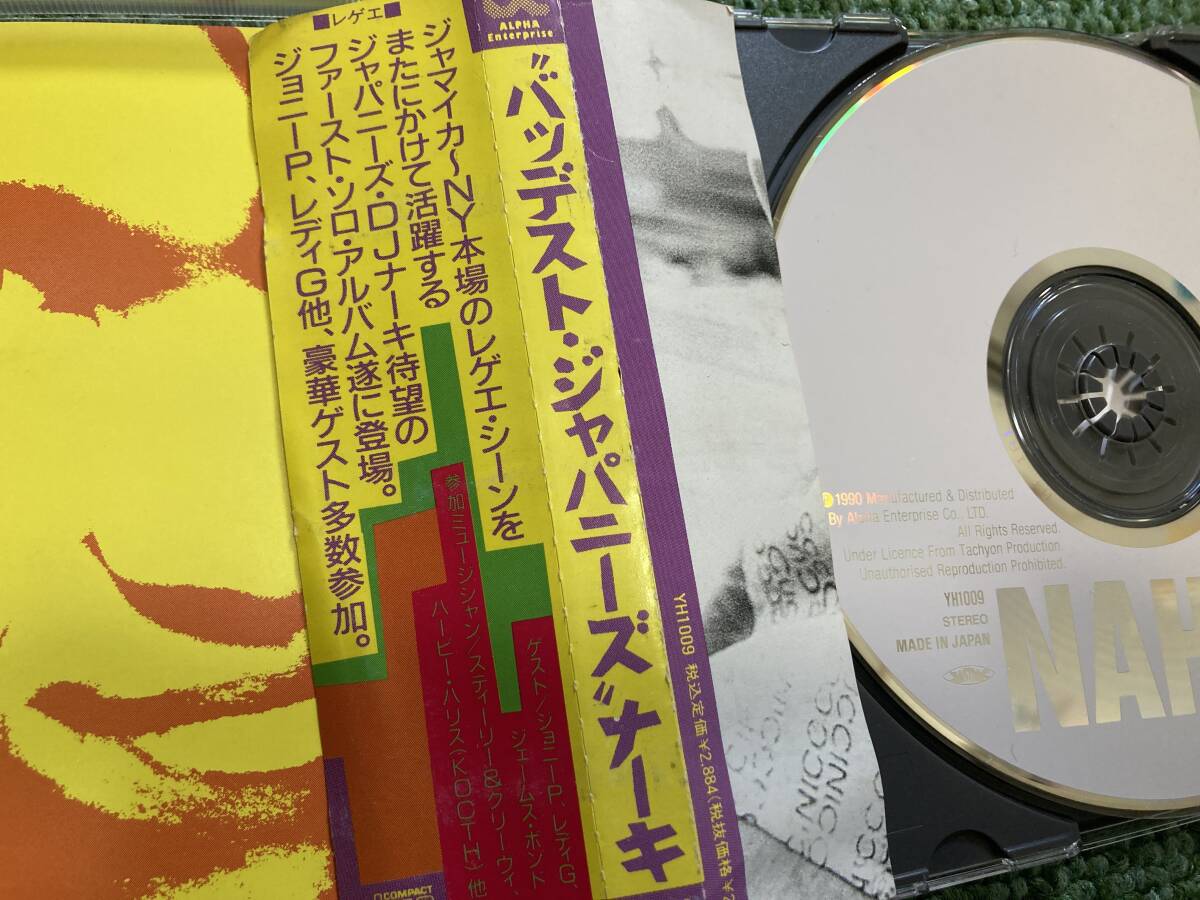 ■レゲエ■
ジャマイカ〜NY本場のレゲエ・シーンを
またにかけて活躍する
ジャパニーズ・DJナーキ待望の
ファースト・ソロ・アルバム遂に登場。
ジョニーP、レディG他、豪華ゲスト多数参加。
ゲスト/ジョニーP、レディG、
ジェームス・ボンド
参加ミュージシャン/スティーリー&クリーヴィ、
ハービー・ハリス(KOCTH)他
COMPACT
ALPHA
Enterprise
“バッデスト・ジャパニーズ”ナーキ
YH1009 税込定価¥2,884(税抜価格
℗ 1990 Manufactured & Distributed
By Alpha Enterprise Co., LTD.
All Rights Reserved.
Under Licence From Tachyon Production.
Unauthorised Reproduction Prohibited.
YH1009
STEREO
MADE IN JAPAN
NAH